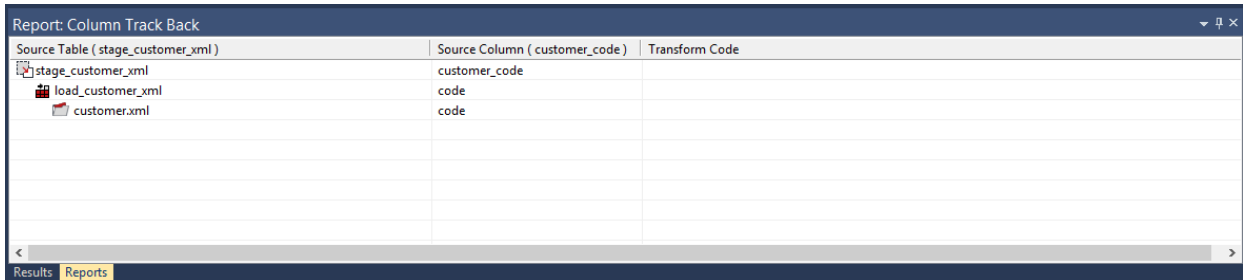 Report: Column Track Back
Source Table ( stage_customer_xml ) Source Column ( customer_code ) Transform Code
stage_customer_xml customer_code
load_customer_xml code
customer.xml code
Results Reports